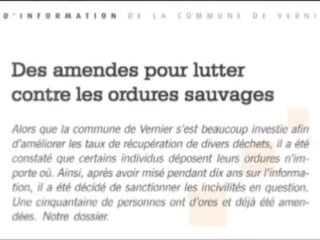 D'INFORMATION DE LA COMMUNE DE VERNI
Des amendes pour lutter
contre les ordures sauvages
Alors que la commune de Vernier s'est beaucoup investie afin
d'améliorer les taux de récupération de divers déchets, il a été
constaté que certains individus déposent leurs ordures n'im-
porte où. Ainsi, après avoir misé pendant dix ans sur l'informa-
tion, il a été décidé de sanctionner les incivilités en question.
Une cinquantaine de personnes ont d'ores et déjà été amen-
dées. Notre dossier.